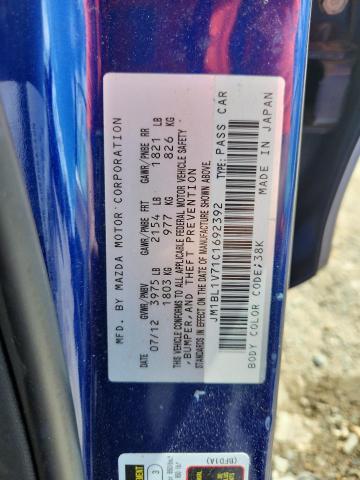 MFD. BY MAZDA MOTOR CORPORATION
07/12 GVWR/PNBV GAWR/PNBE FRT GAWR/PNBE RR
3975 LB 2154 LB 1821 LB
1803 KG 977 KG 826 KG
THIS VEHICLE CONFORMS TO ALL APPLICABLE FEDERAL MOTOR VEHICLE SAFETY
, BUMPER, AND THEFT PREVENTION
STANDARDS IN EFFECT ON THE DATE OF MANUFACTURE SHOWN ABOVE.
JM1BL1V71C1692392 TYPE: PASS CAR
BODY COLOR CODE/38K MADE IN JAPAN
(BFD1A)
3